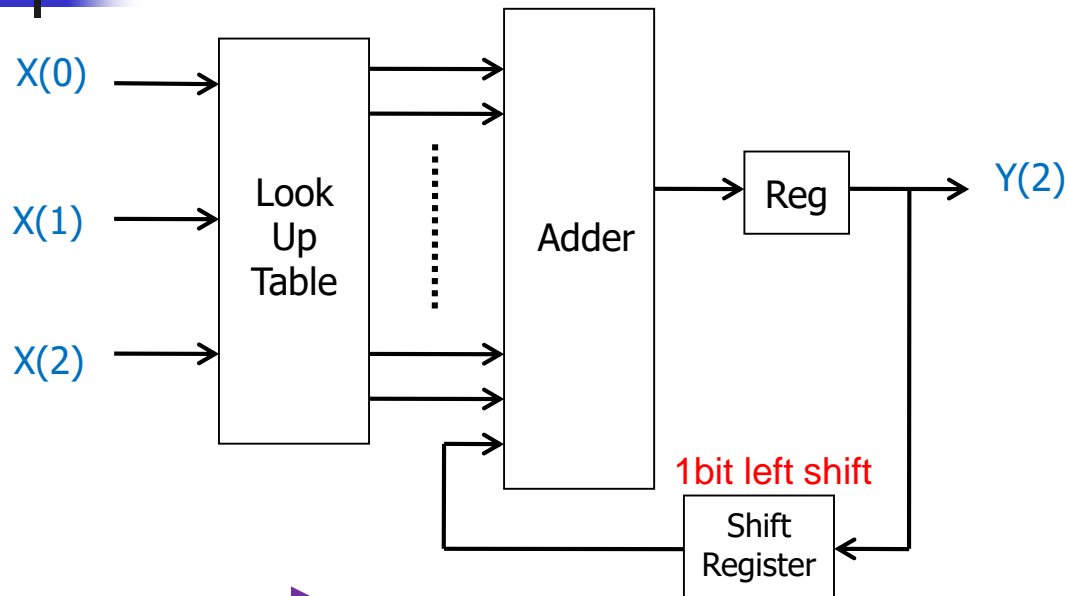 X(0)
X(1)
X(2)
Look
Up
Table
Adder
Reg
Y(2)
1bit left shift
Shift
Register